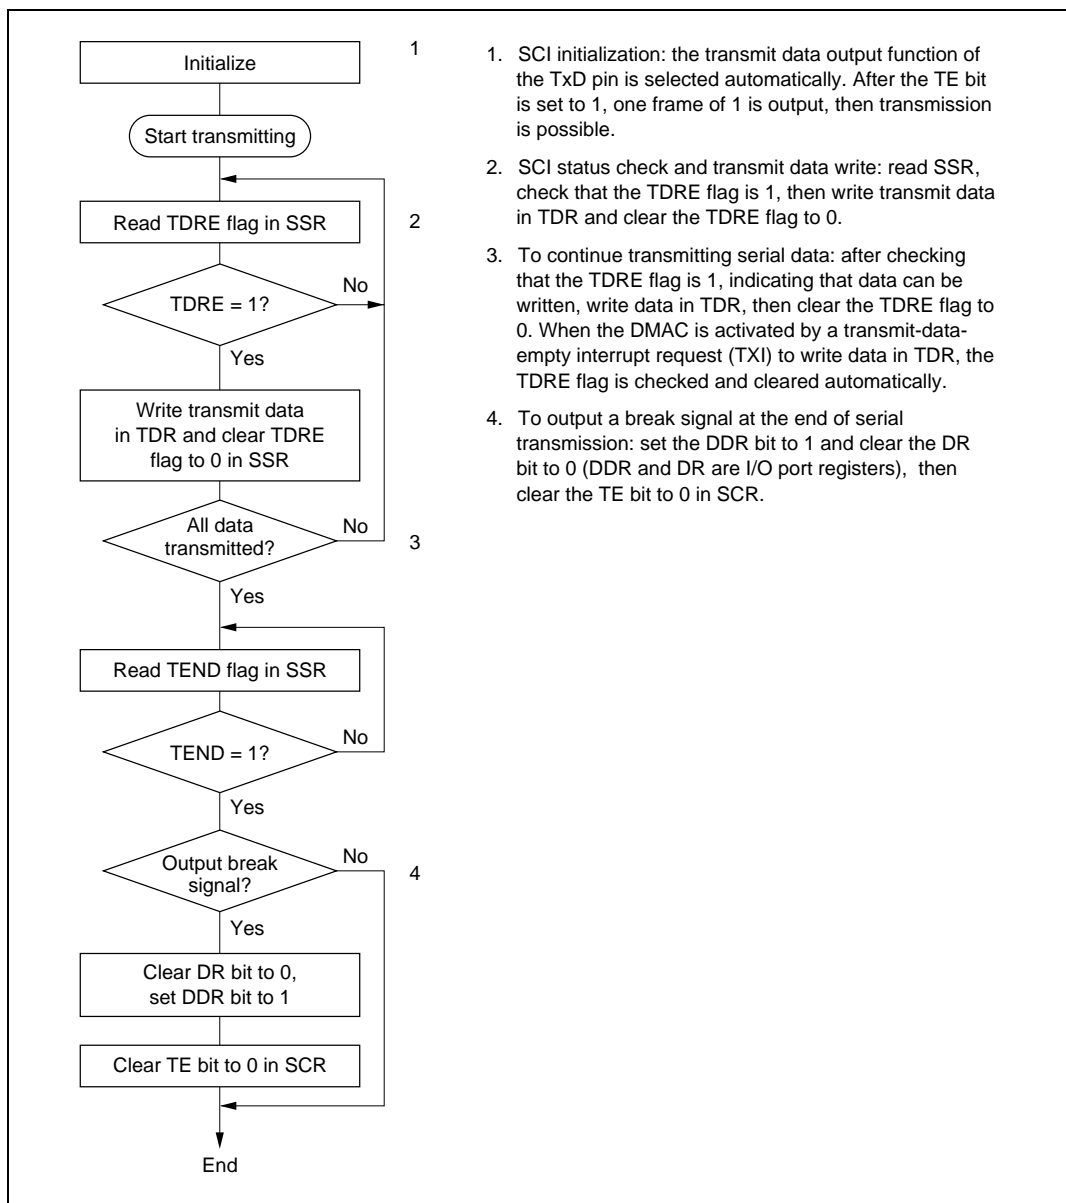 Initialize
1
Start transmitting
Read TDRE flag in SSR
2
TDRE = 1?
No
Yes
Write transmit data
in TDR and clear TDRE
flag to 0 in SSR
All data
transmitted?
No
3
Yes
Read TEND flag in SSR
TEND = 1?
No
Yes
Output break
signal?
No
4
Yes
Clear DR bit to 0,
set DDR bit to 1
Clear TE bit to 0 in SCR
End
1. SCI initialization: the transmit data output function of
the TxD pin is selected automatically. After the TE bit
is set to 1, one frame of 1 is output, then transmission
is possible.
2. SCI status check and transmit data write: read SSR,
check that the TDRE flag is 1, then write transmit data
in TDR and clear the TDRE flag to 0.
3. To continue transmitting serial data: after checking
that the TDRE flag is 1, indicating that data can be
written, write data in TDR, then clear the TDRE flag to
0. When the DMAC is activated by a transmit-data-
empty interrupt request (TXI) to write data in TDR, the
TDRE flag is checked and cleared automatically.
4. To output a break signal at the end of serial
transmission: set the DDR bit to 1 and clear the DR
bit to 0 (DDR and DR are I/O port registers), then
clear the TE bit to 0 in SCR.